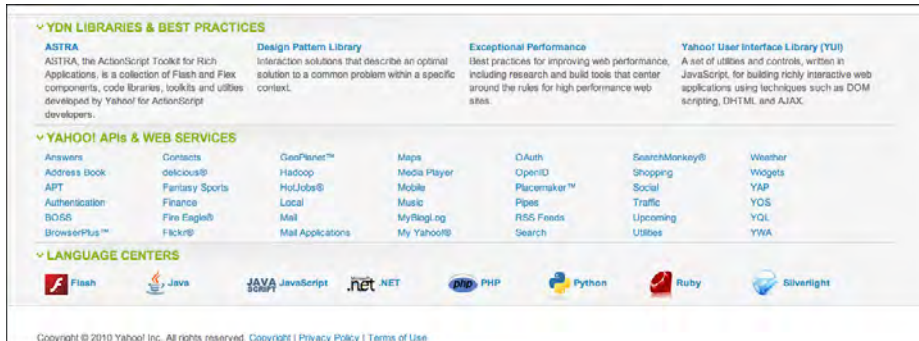 YDN LIBRARIES & BEST PRACTICES
ASTRA
ASTRA, the ActionScript Toolkit for Rich
Applications, is a collection of Flash and Flex
components, code libraries, toolkits and utilties
developed by Yahoo! for ActionScript
developers.
Design Pattern Library
Interaction solutions that describe an optimal
solution to a common problem within a specific
context.
Exceptional Performance
Best practices for improving web performance,
including research and build tools that center
around the rules for high performance web
sites.
Yahoo! User Interface Library (YUI)
A set of utilities and controls, written in
JavaScript, for building richly interactive web
applications using techniques such as DOM
scripting, DHTML and AJAX.
YAHOO! APIs & WEB SERVICES
Answers Contacts GeoPlanet™ Maps OAuth SearchMonkey® Weather
Address Book delicious® Hadoop Media Player OpenID Shopping Widgets
APT Fantasy Sports HotJobs® Mobile Placemaker™ Social YAP
Authentication Finance Local Music Pipes Traffic YOS
BOSS Fire Eagle® Mail MyBlogLog RSS Feeds Upcoming YQL
BrowserPlus™ Flickr® Mail Applications My Yahoo!® Search Utilities YWA
LANGUAGE CENTERS
Flash Java JAVA SCRIPT JavaScript .net .NET php PHP Python Ruby Silverlight
Copyright © 2010 Yahoo! Inc. All rights reserved. Copyright | Privacy Policy | Terms of Use